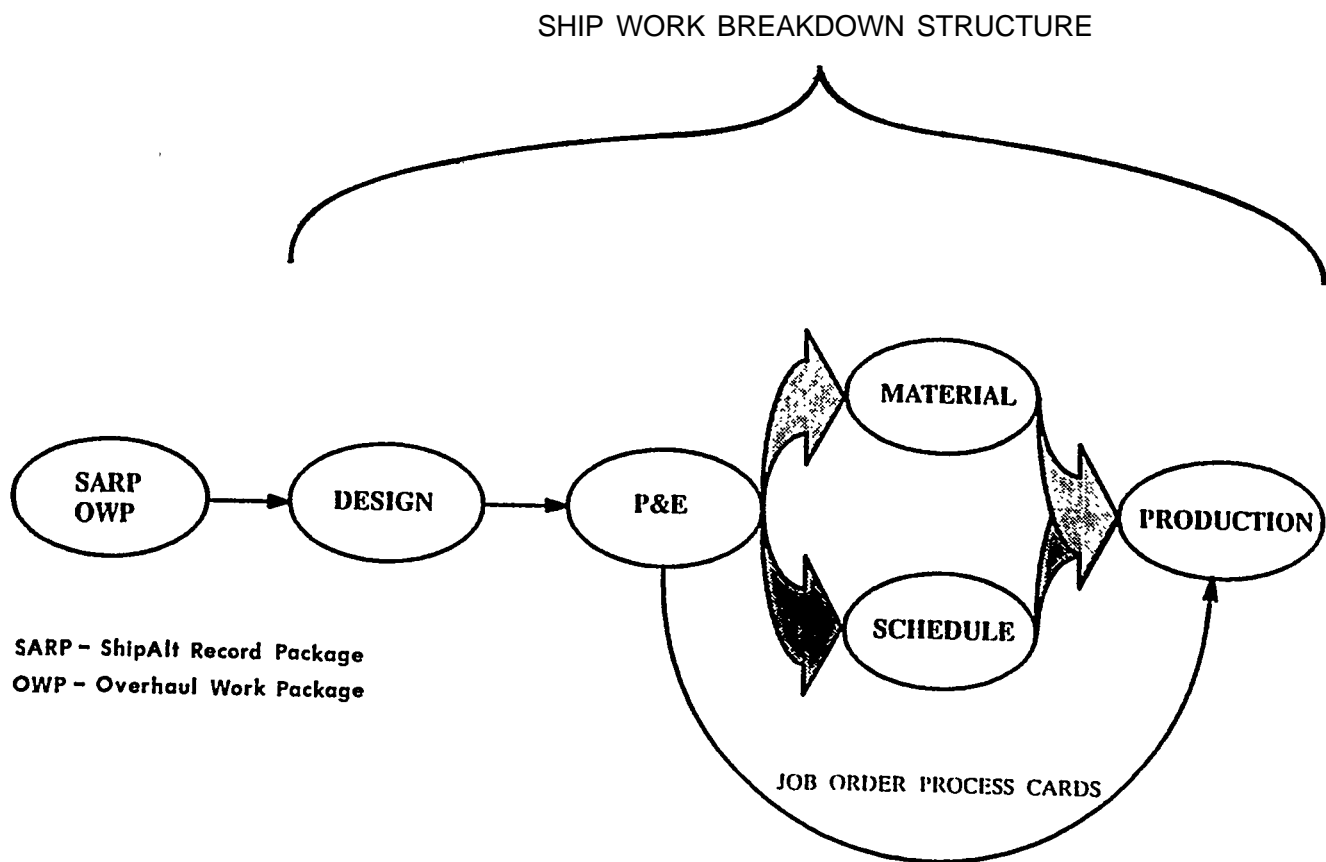 SHIP WORK BREAKDOWN STRUCTURE
MATERIAL
SARP
OWP
DESIGN
P&E
PRODUCTION
SCHEDULE
SARP – ShipAlt Record Package
OWP – Overhaul Work Package
JOB ORDER PROCESS CARDS